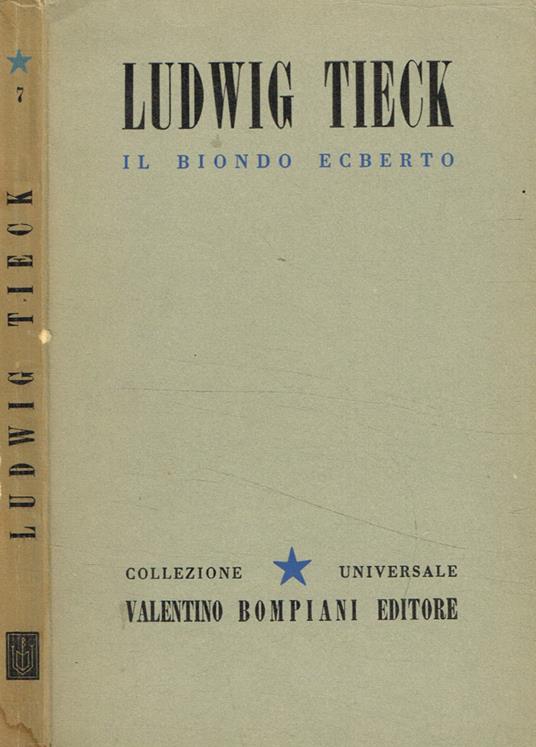 7
LUDWIG TIECK
LUDWIG TIECK
IL BIONDO ECBERTO
COLLEZIONE UNIVERSALE
VALENTINO BOMPIANI EDITORE